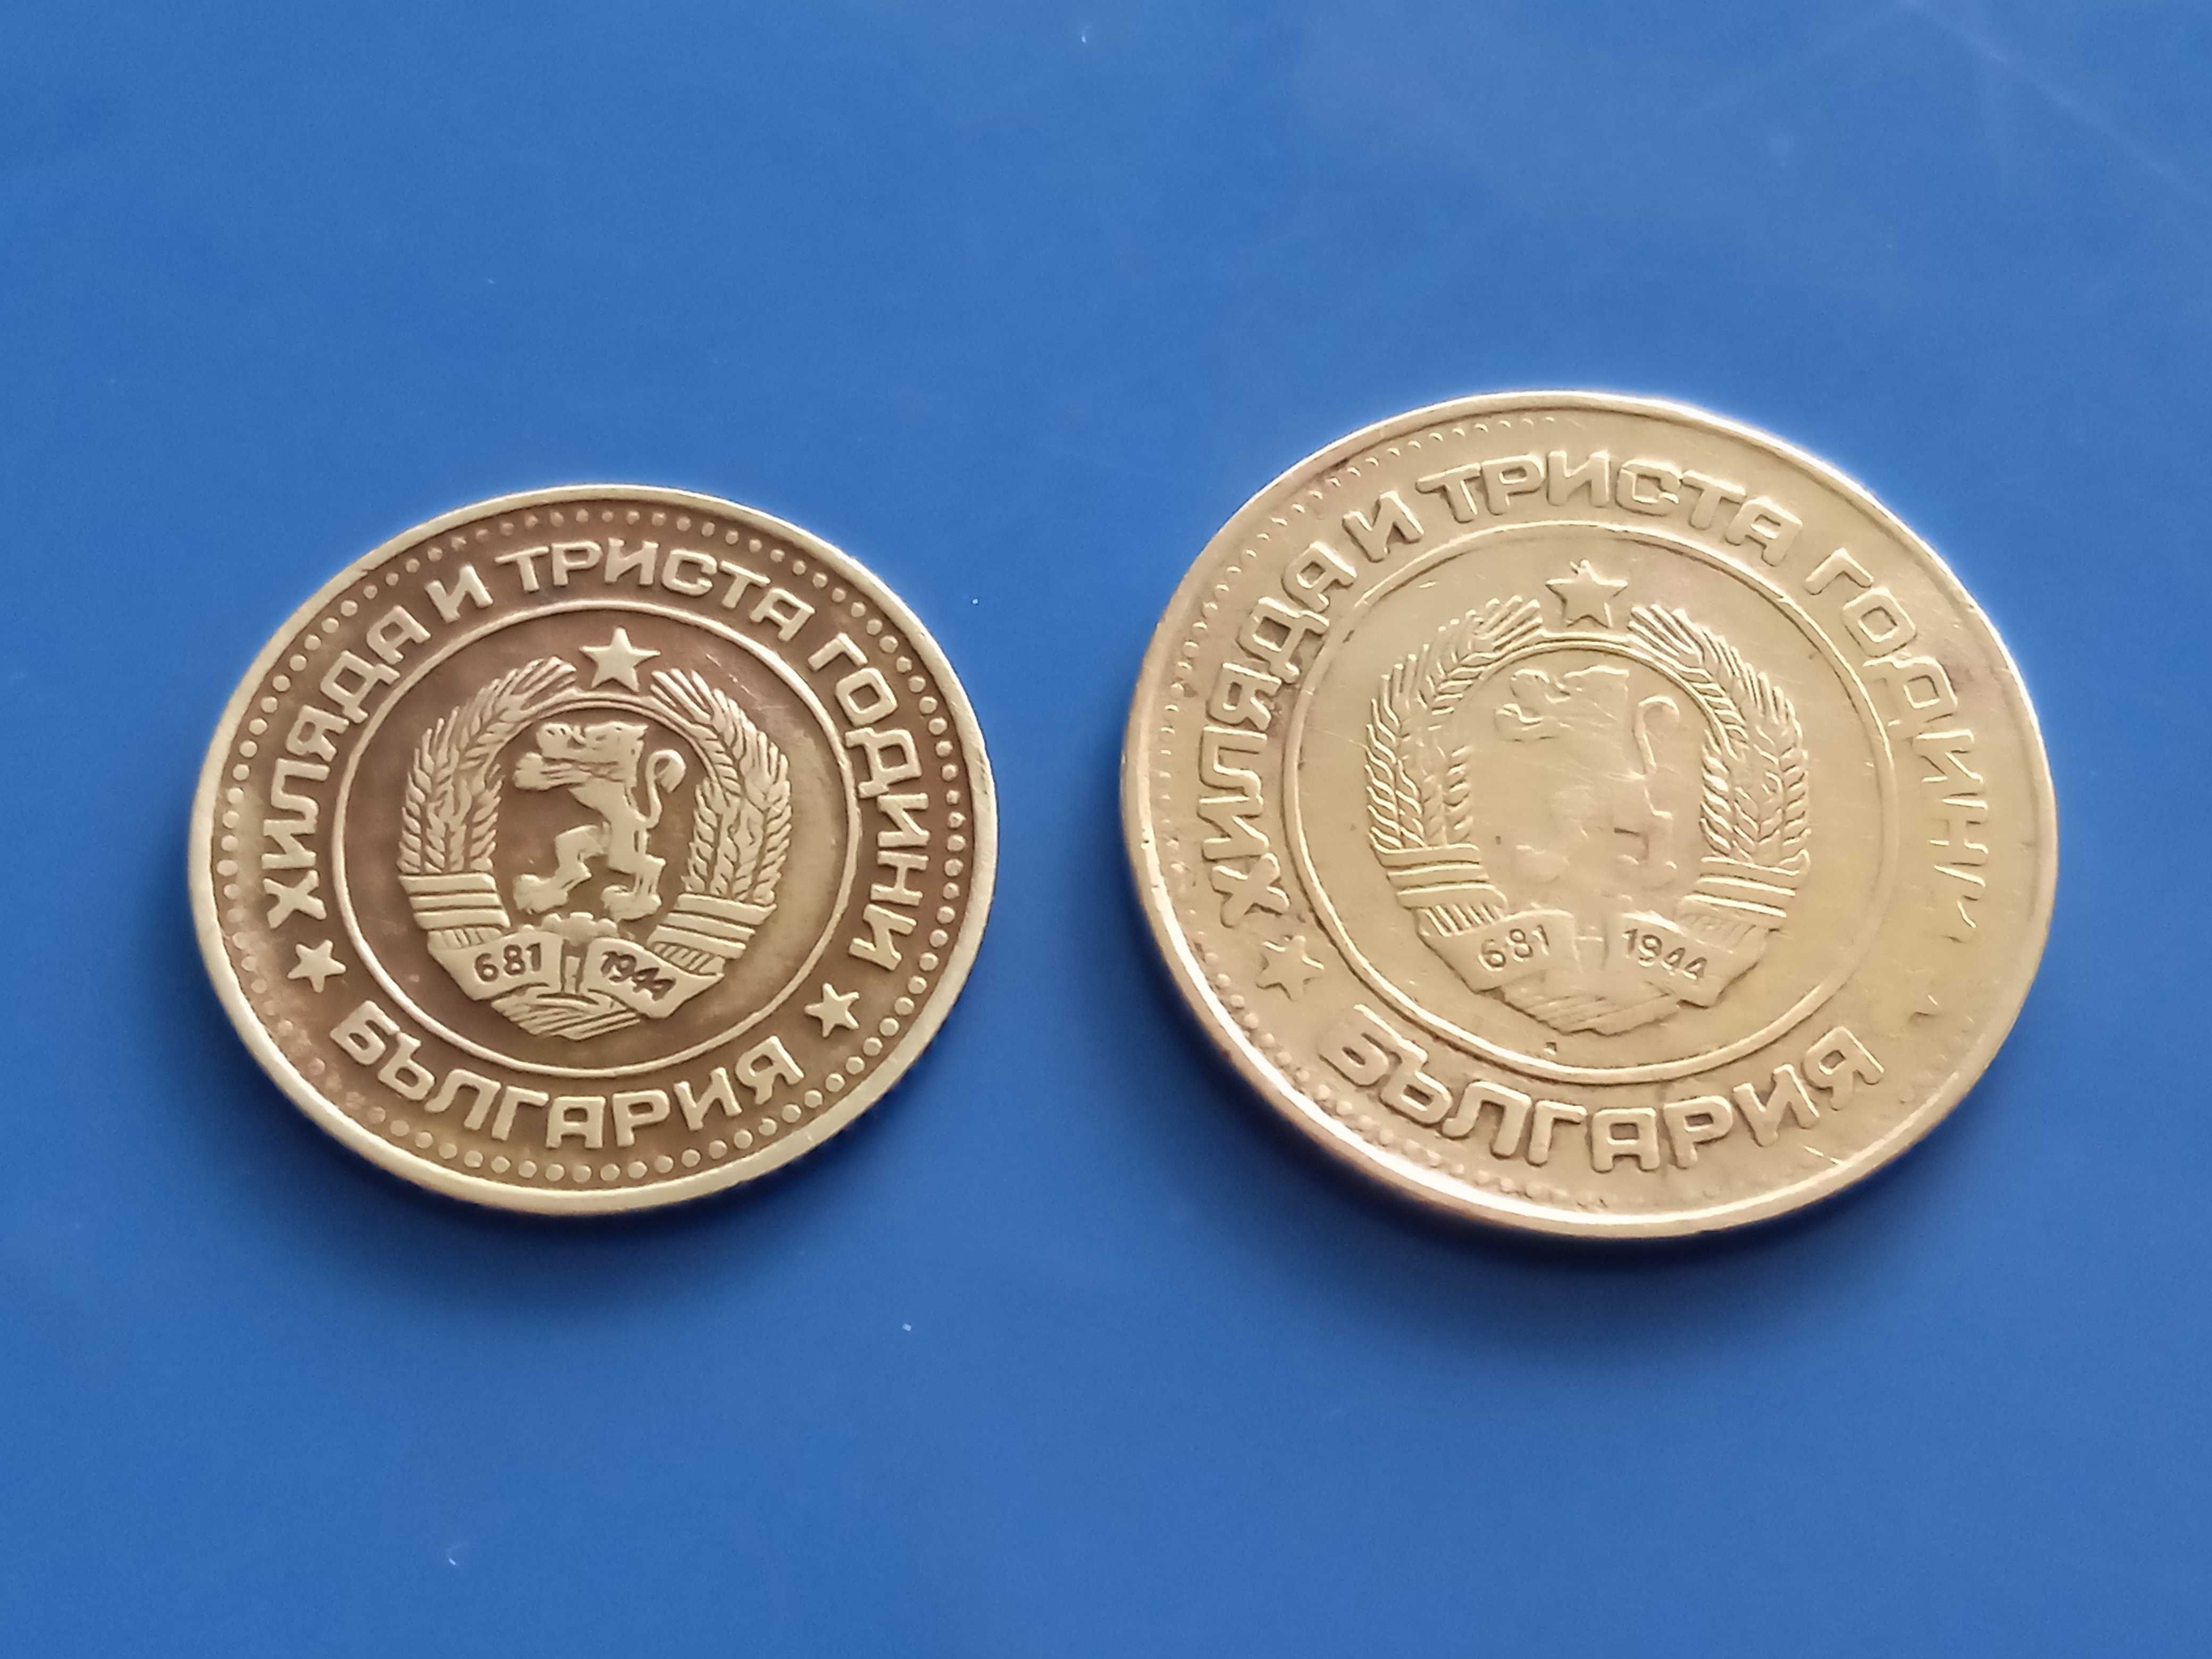 ХИЛЯДА И ТРИСТА ГОДИНИ
БЪЛГАРИЯ
681 1944
ХИЛЯДА И ТРИСТА ГОДИНИ
БЪЛГАРИЯ
681 1944